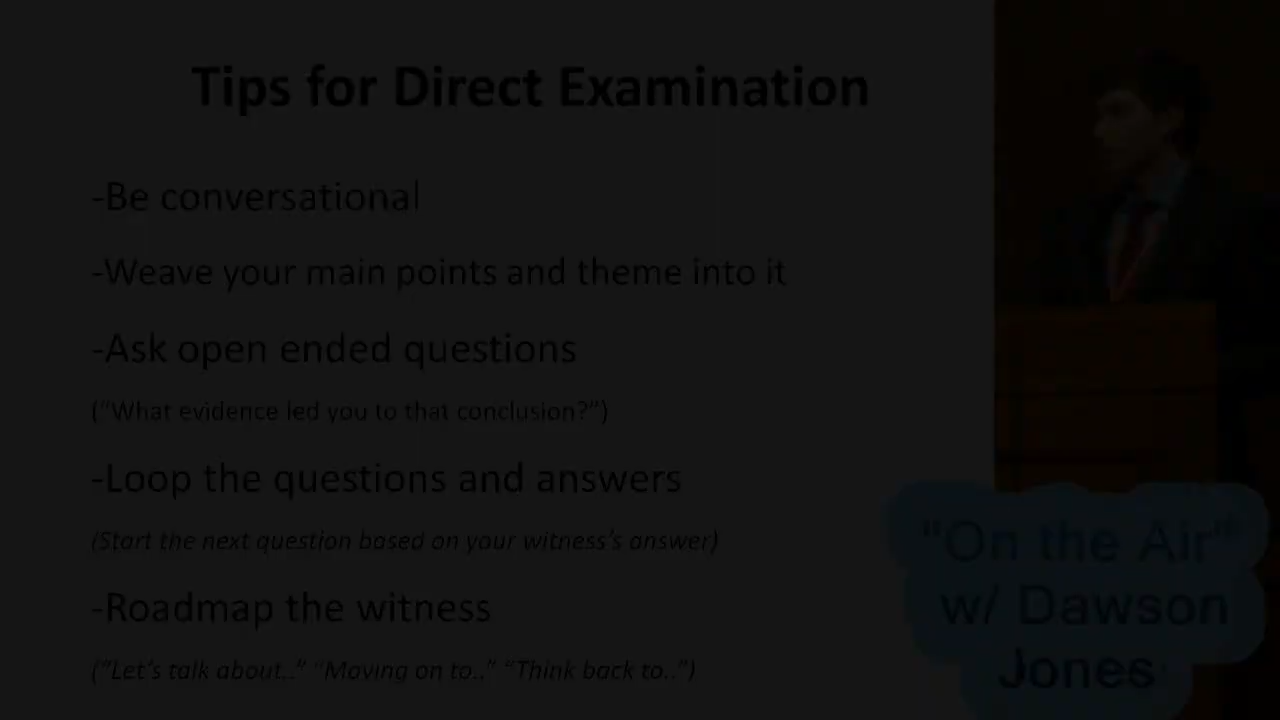 Tips for Direct Examination
-Be conversational
-Weave your main points and theme into it
-Ask open ended questions
(“What evidence led you to that conclusion?”)
-Loop the questions and answers
(Start the next question based on your witness’s answer)
-Roadmap the witness
(“Let’s talk about..” “Moving on to..” “Think back to..”)
"On the Air"
w/ Dawson
Jones